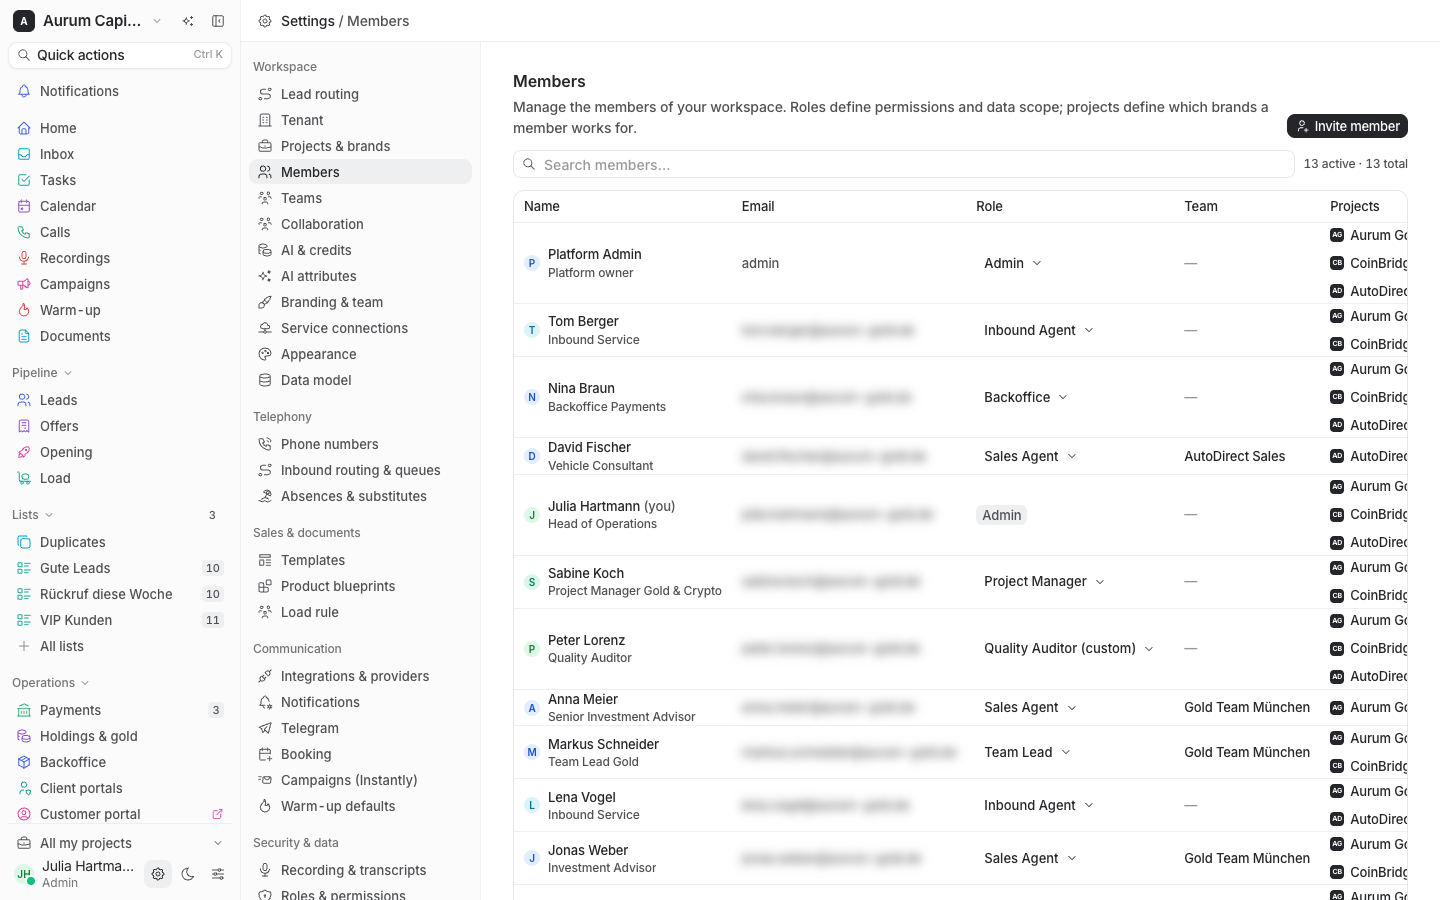 A Aurum Capi...
Quick actions Ctrl K
Notifications
Home
Inbox
Tasks
Calendar
Calls
Recordings
Campaigns
Warm-up
Documents
Pipeline
Leads
Offers
Opening
Load
Lists 3
Duplicates
Gute Leads 10
Rückruf diese Woche 10
VIP Kunden 11
All lists
Operations
Payments 3
Holdings & gold
Backoffice
Client portals
Customer portal
All my projects
JH Julia Hartma...
Admin
Settings / Members
Workspace
Lead routing
Tenant
Projects & brands
Members
Teams
Collaboration
AI & credits
AI attributes
Branding & team
Service connections
Appearance
Data model
Telephony
Phone numbers
Inbound routing & queues
Absences & substitutes
Sales & documents
Templates
Product blueprints
Load rule
Communication
Integrations & providers
Notifications
Telegram
Booking
Campaigns (Instantly)
Warm-up defaults
Security & data
Recording & transcripts
Roles & permissions
Members
Manage the members of your workspace. Roles define permissions and data scope; projects define which brands a
member works for.
Invite member
Search members...
13 active · 13 total
Name Email Role Team Projects
P Platform Admin
Platform owner
admin
Admin
—
AG Aurum Go
CB CoinBridg
AD AutoDirec
T Tom Berger
Inbound Service
Inbound Agent
—
AG Aurum Go
CB CoinBridg
N Nina Braun
Backoffice Payments
Backoffice
—
AG Aurum Go
CB CoinBridg
AD AutoDirec
D David Fischer
Vehicle Consultant
Sales Agent
AutoDirect Sales
AD AutoDirec
J Julia Hartmann (you)
Head of Operations
Admin
—
AG Aurum Go
CB CoinBridg
AD AutoDirec
S Sabine Koch
Project Manager Gold & Crypto
Project Manager
—
AG Aurum Go
CB CoinBridg
P Peter Lorenz
Quality Auditor
Quality Auditor (custom)
—
AG Aurum Go
CB CoinBridg
AD AutoDirec
A Anna Meier
Senior Investment Advisor
Sales Agent
Gold Team München
AG Aurum Go
M Markus Schneider
Team Lead Gold
Team Lead
Gold Team München
AG Aurum Go
CB CoinBridg
L Lena Vogel
Inbound Service
Inbound Agent
—
AG Aurum Go
AD AutoDirec
J Jonas Weber
Investment Advisor
Sales Agent
Gold Team München
AG Aurum Go
CB CoinBridg
AG Aurum Go